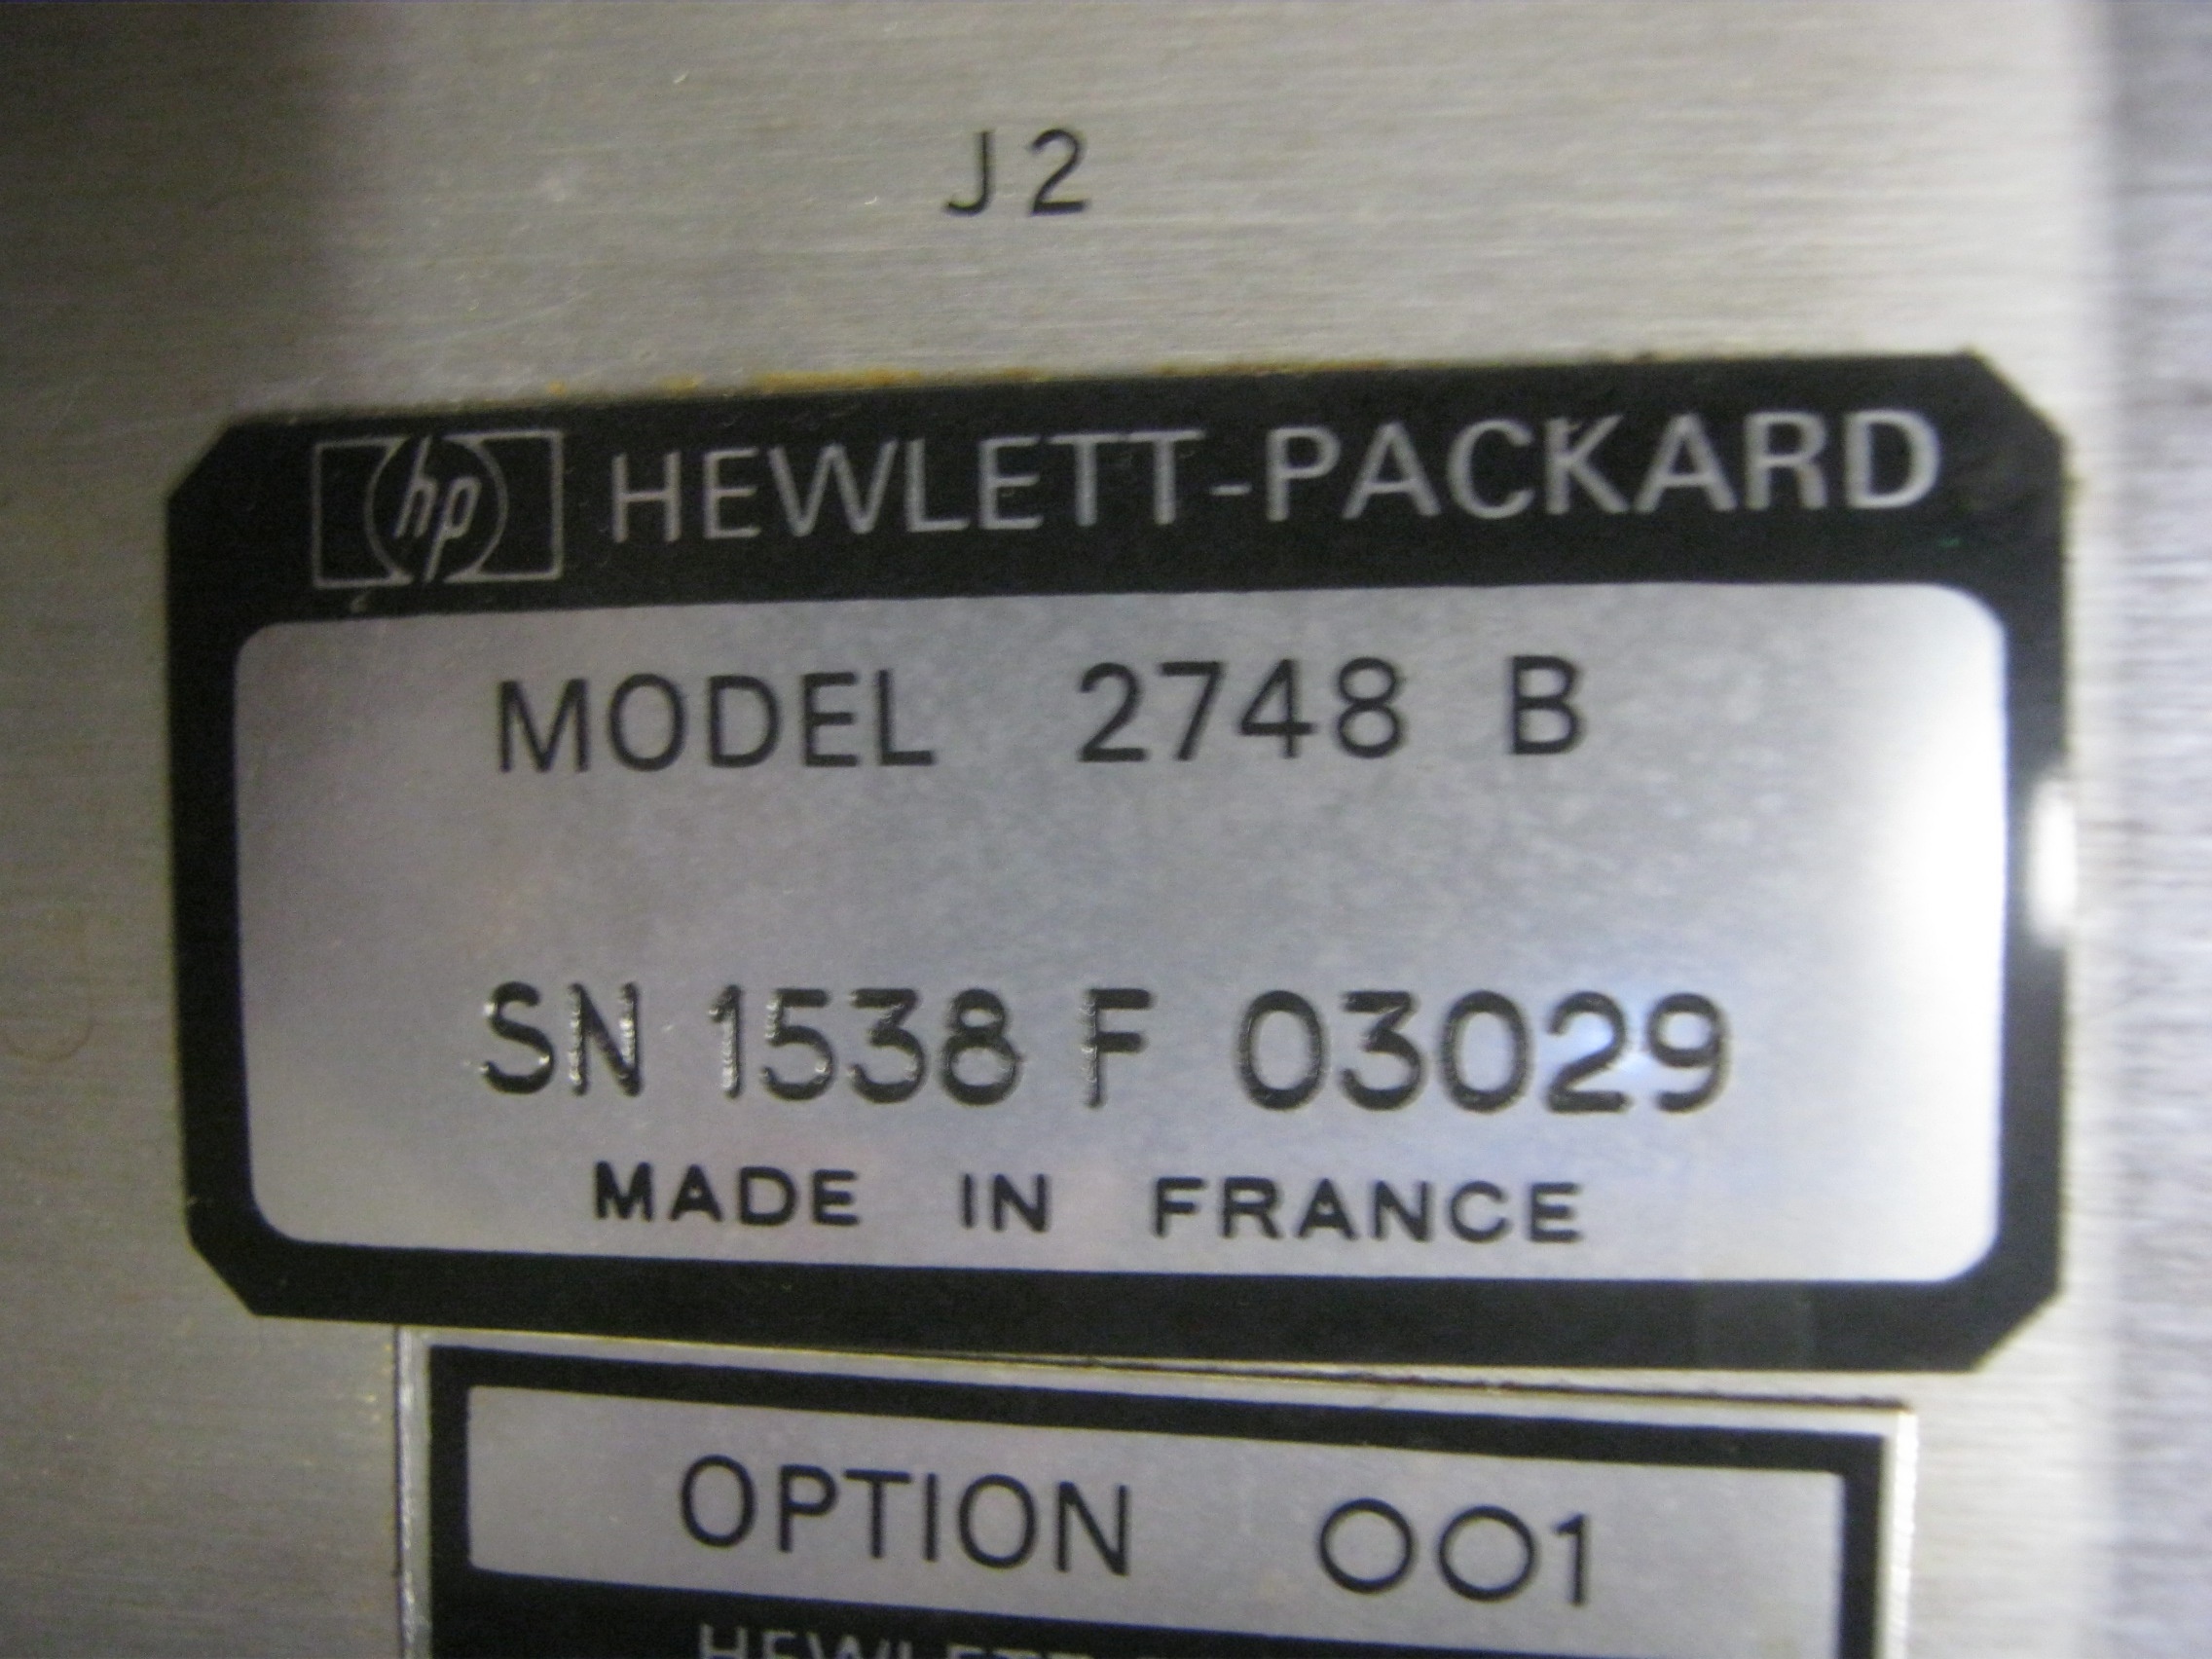 J2
hp HEWLETT-PACKARD
MODEL 2748 B
SN 1538 F 03029
MADE IN FRANCE
OPTION 001